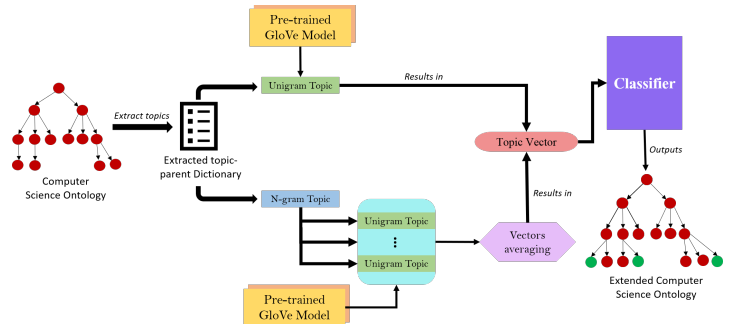 Pre-trained
GloVe Model
Unigram Topic
Results in
Classifier
Extract topics
Extracted topic-
parent Dictionary
Computer
Science Ontology
Topic Vector
Outputs
N-gram Topic
Unigram Topic
⋮
Unigram Topic
Vectors
averaging
Results in
Pre-trained
GloVe Model
Extended Computer
Science Ontology